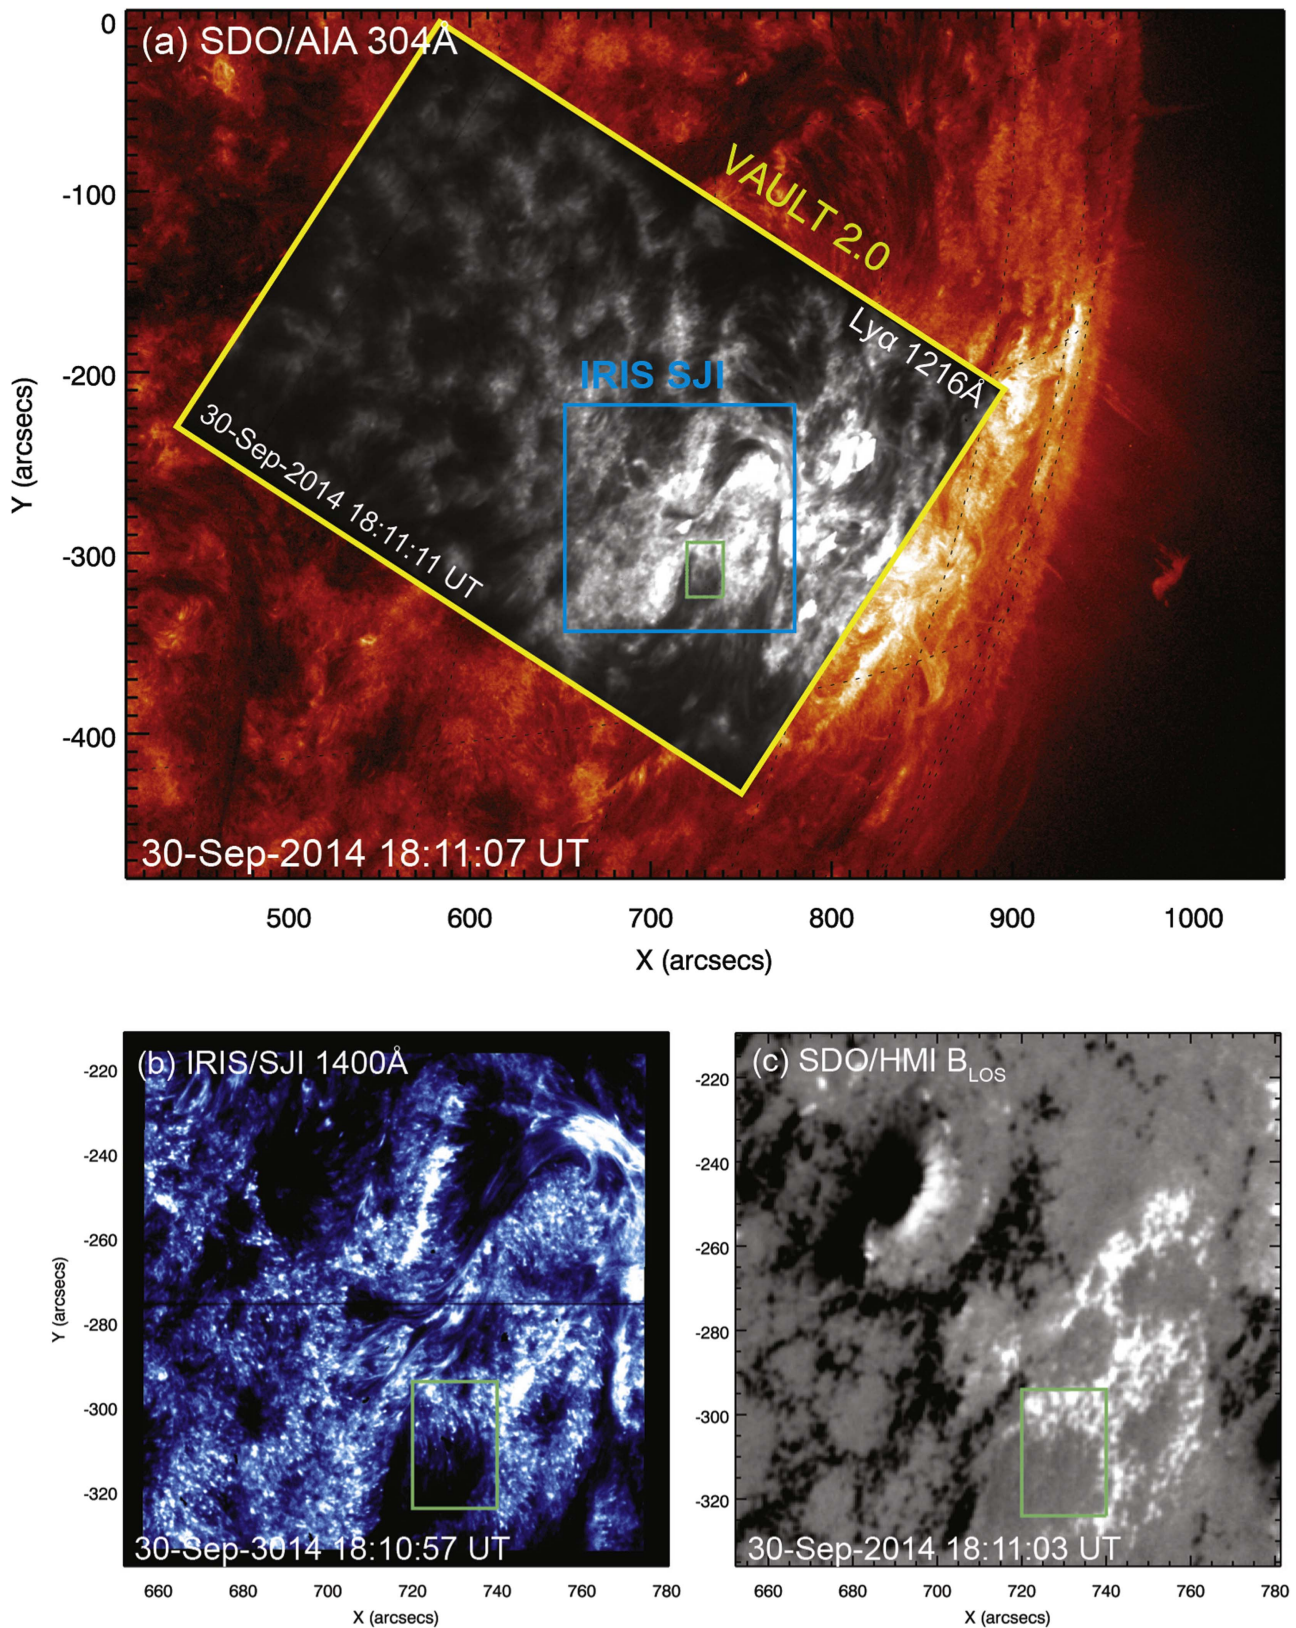 (a) SDO/AIA 304Å
VAULT 2.0
Lyα 1216Å
IRIS SJI
30-Sep-2014 18:11:11 UT
30-Sep-2014 18:11:07 UT
0
-100
-200
-300
-400
Y (arcsecs)
500 600 700 800 900 1000
X (arcsecs)
(b) IRIS/SJI 1400Å
-220
-240
-260
-280
-300
-320
Y (arcsecs)
30-Sep-3014 18:10:57 UT
660 680 700 720 740 760 780
X (arcsecs)
(c) SDO/HMI BLOS
-220
-240
-260
-280
-300
-320
30-Sep-2014 18:11:03 UT
660 680 700 720 740 760 780
X (arcsecs)